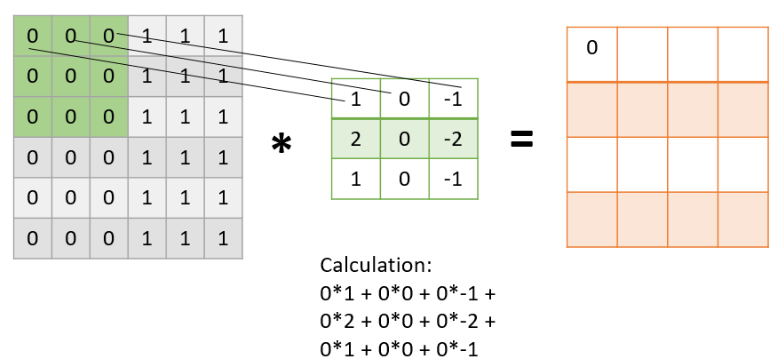 0 0 0 1 1 1
0 0 0 1 1 1
0 0 0 1 1 1
0 0 0 1 1 1
0 0 0 1 1 1
0 0 0 1 1 1
*
1 0 -1
2 0 -2
1 0 -1
=
0
Calculation:
0*1 + 0*0 + 0*-1 +
0*2 + 0*0 + 0*-2 +
0*1 + 0*0 + 0*-1